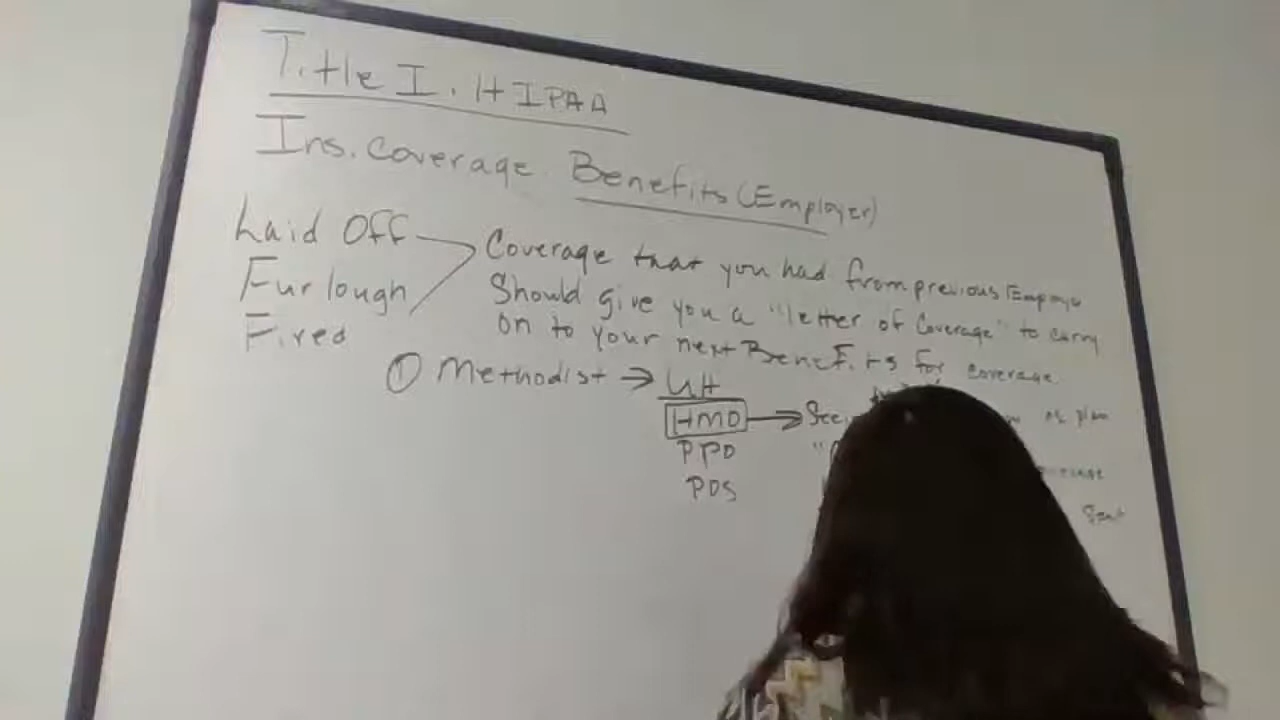 Title I. HIPAA
Ins. Coverage Benefits (Employer)
Laid Off
Furlough
Fired
Coverage that you had from previous Employer
Should give you a "letter of Coverage" to carry
on to your next Benefits for coverage
① Methodist → UH
HMO → See plan
PPO
POS